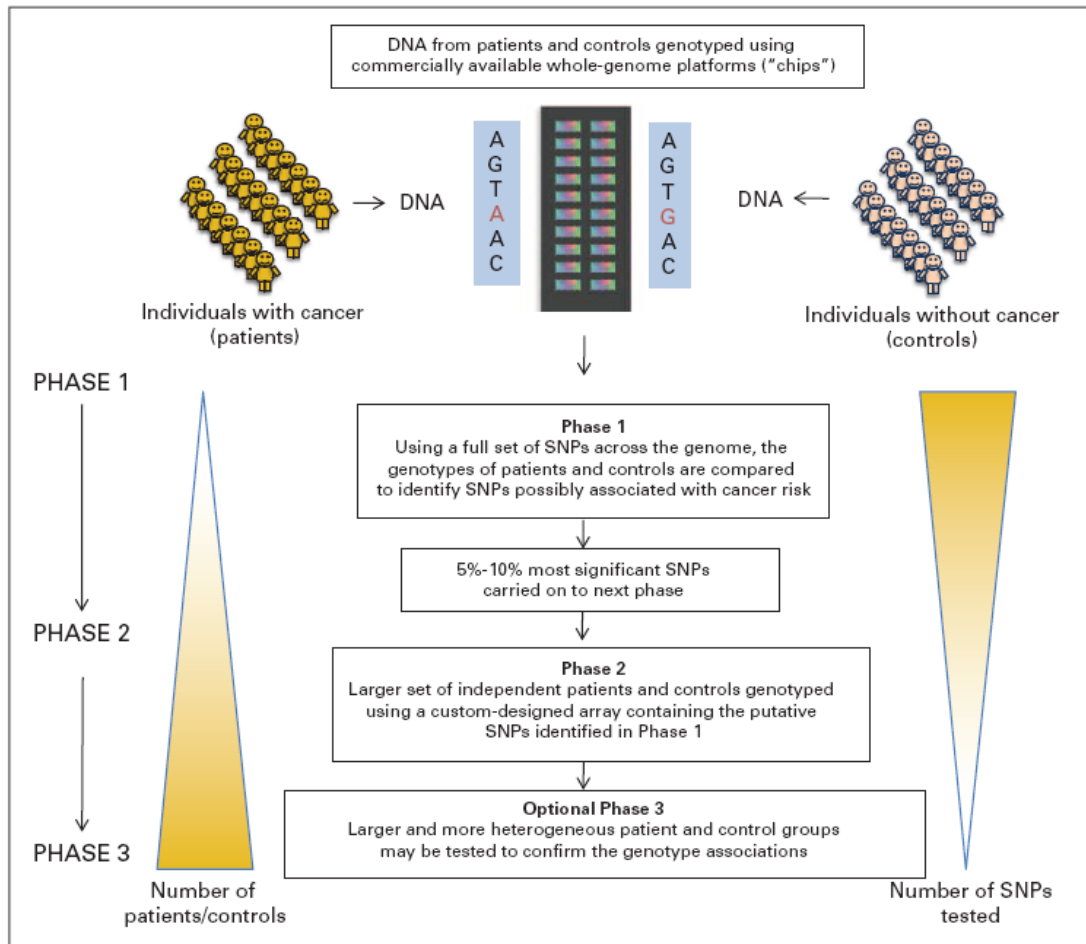 DNA from patients and controls genotyped using
commercially available whole-genome platforms ("chips")
A
G
T
A
A
C
A
G
T
G
A
C
DNA
DNA
Individuals with cancer
(patients)
Individuals without cancer
(controls)
PHASE 1
Phase 1
Using a full set of SNPs across the genome, the
genotypes of patients and controls are compared
to identify SNPs possibly associated with cancer risk
5%-10% most significant SNPs
carried on to next phase
PHASE 2
Phase 2
Larger set of independent patients and controls genotyped
using a custom-designed array containing the putative
SNPs identified in Phase 1
Optional Phase 3
Larger and more heterogeneous patient and control groups
may be tested to confirm the genotype associations
PHASE 3
Number of
patients/controls
Number of SNPs
tested